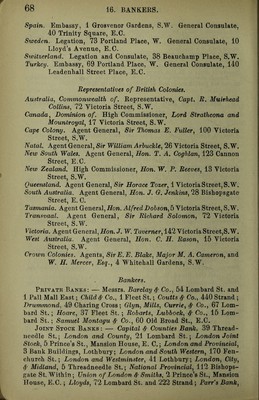 68 16. BANKERS.
Spain. Embassy, 1 Grosvenor Gardens, S.W. General Consulate,
40 Trinity Square, E.C.
Sweden. Legation, 73 Portland Place, W. General Consulate, 10
Lloyd's Avenue, E.C.
Switzerland. Legation and Consulate, 38 Beauchamp Place, S.W.
Turkey. Embassy, 69 Portland Place, W. General Consulate, 140
Leadenhall Street Place, E.C.
Representatives of British Colonies.
Australia, Commonwealth of. Representative, Capt. R. Muirhead
Collins, 72 Victoria Street, S.W.
Canada, Dominion of. High Commissioner, Lord Strathcona and
Mountroyal, 17 Victoria Street, S.W.
Cape Colony. Agent General, Sir Thomas E. Fuller, 100 Victoria
Street, S.W.
Natal. Agent General, Sir William Arbuckle, 26 Victoria Street, S.W.
New South Wales. Agent General, Hon. T. A. Coghlan, 123 Cannon
Street, E.C.
New Zealand. High Commissioner, Hon. W. P. Reeves, 13 Victoria
Street, S.W.
Queensland. Agent General, Sir Horace Tozer, 1 Victoria Street, S.W.
South Australia. Agent General, Hon. J. G. Jenkins, 28 Bishopsgate
Street, E.C.
Tasmania. Agent General, Hon. Alfred Dobson, 5 Victoria Street, S.W.
Transvaal. Agent General, Sir Richard Solomon, 72 Victoria
Street, S.W.
Victoria. Agent General, Hon. J. W. Taverner, 142 Victoria Street, S.W.
West Australia. Agent General, Hon. C. H. Rason, 15 Victoria
Street, S.W.
Crown Colonies. Agents, Sir E. E. Blake, Major M. A. Cameron, and
W. H. Mercer, Esq., 4 Whitehall Gardens, S.W.
Bankers.
PRIVATE BANKS: — Messrs. Barclay & Co., 54 Lombard St. and
1 Pall Mall East; Child & Co., 1 Fleet St.; Coutts & Co., 440 Strand;
Drummond, 49 Charing Cross; Glyn, Mills, Currie, & Co., 67 Lom-
bard St.; Hoare, 37 Fleet St.; Robarts, Lubbock, & Co., 15 Lom-
bard St.; Samuel Montagu & Co., 60 Old Broad St., E.C.
JOINT STOCK BANKS: — Capital & Counties Bank, 39 Thread-
needle St.; London and County, 21 Lombard St.; London Joint
Stock, 5 Prince's St., Mansion House, E. C.; London and Provincial,
3 Bank Buildings, Lothbury; London and South Western, 170 Fen-
church St.; London and Westminster, 41 Lothbury; London, City,
& Midland, 5 Threadneedle St.; National Provincial, 112 Bishops-
gate St. Within; Union of London & Smiths, 2 Prince's St., Mansion
House, E.C.; Lloyds, 72 Lombard St. and 222 Strand; Parr's Bank,